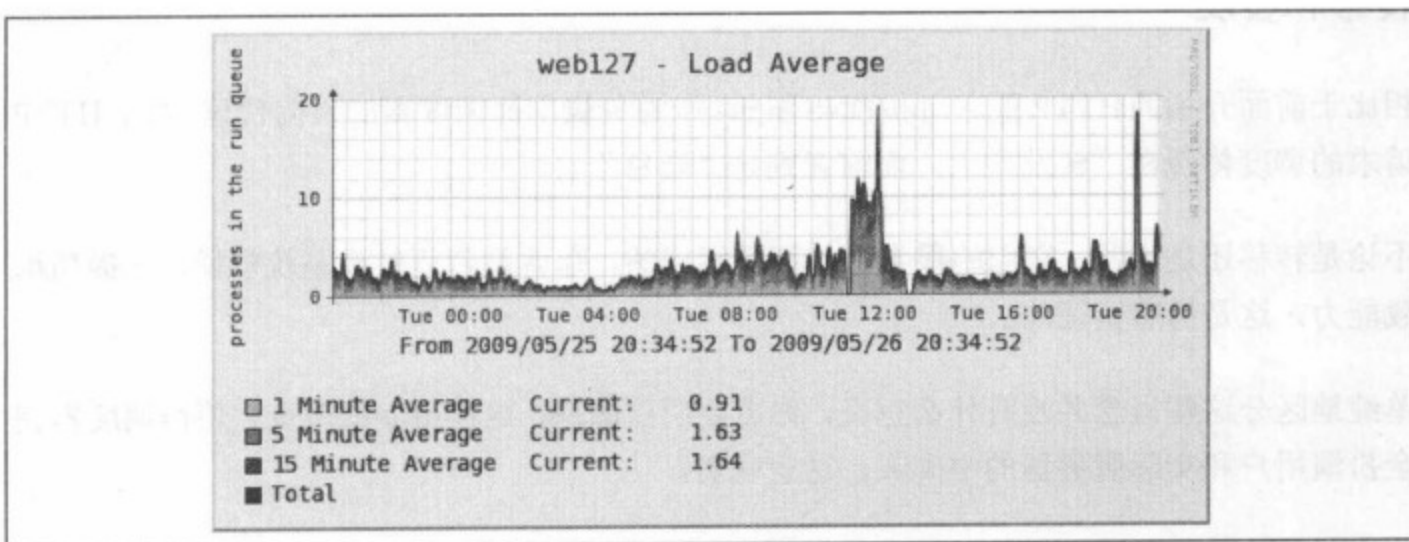 web127 - Load Average
processes in the run queue
20
10
0
Tue 00:00 Tue 04:00 Tue 08:00 Tue 12:00 Tue 16:00 Tue 20:00
From 2009/05/25 20:34:52 To 2009/05/26 20:34:52
1 Minute Average Current: 0.91
5 Minute Average Current: 1.63
15 Minute Average Current: 1.64
Total
RRDTOOL / TOBI OETIKER